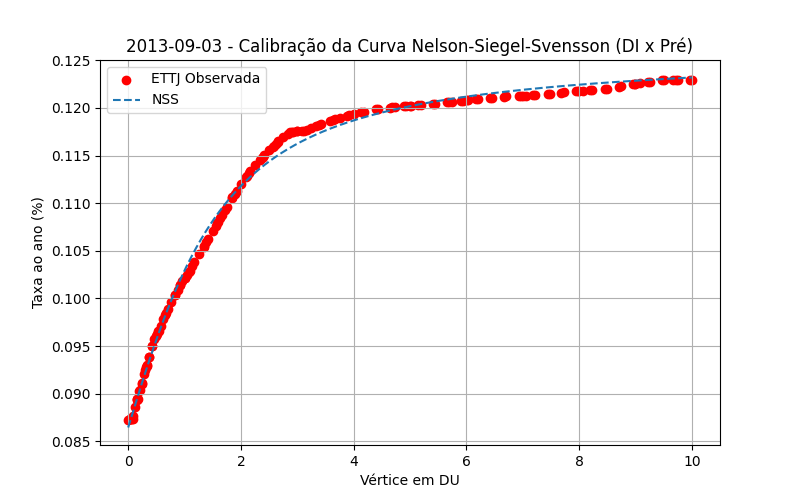 2013-09-03 - Calibração da Curva Nelson-Siegel-Svensson (DI x Pré)
ETTJ Observada
NSS
Taxa ao ano (%)
0.125
0.120
0.115
0.110
0.105
0.100
0.095
0.090
0.085
0 2 4 6 8 10
Vértice em DU